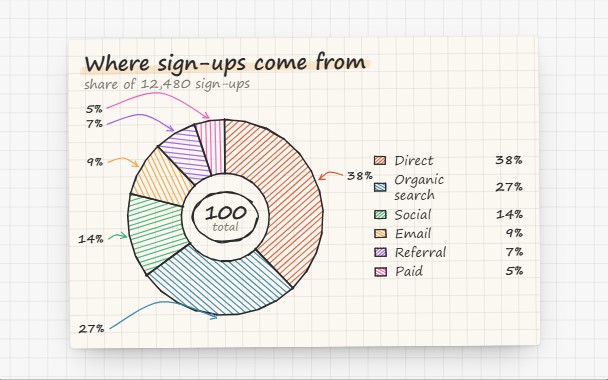 Where sign-ups come from
share of 12,480 sign-ups
5%
7%
9%
14%
27%
38%
100
total
Direct 38%
Organic search 27%
Social 14%
Email 9%
Referral 7%
Paid 5%